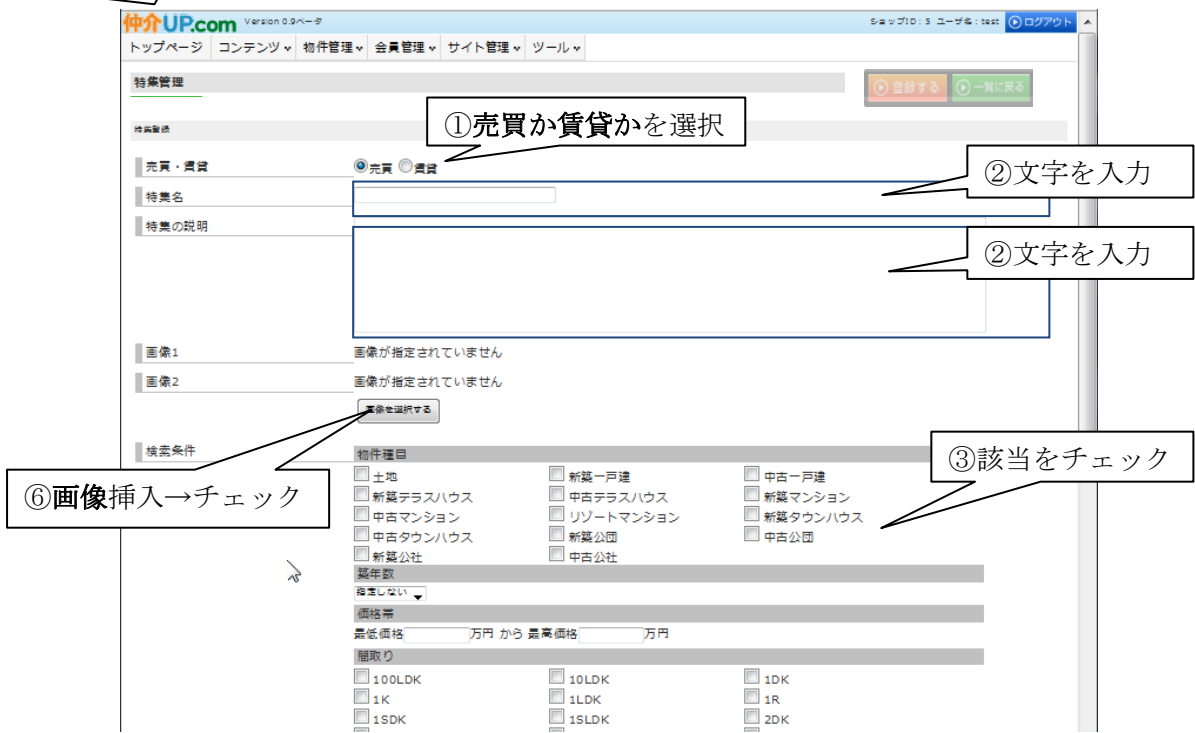 仲介UP.com Version 0.9ベータ ショップID:S ユーザ名:test ログアウト
トップページ コンテンツ 物件管理 会員管理 サイト管理 ツール
特集管理 登録する 一覧に戻る
①売買か賃貸かを選択
特集登録
売買・賃貸 売買 賃貸
②文字を入力
特集名
特集の説明
②文字を入力
画像1 画像が指定されていません
画像2 画像が指定されていません
画像を選択する
検索条件 物件種目
③該当をチェック
⑥画像挿入→チェック
土地 新築一戸建 中古一戸建
新築テラスハウス 中古テラスハウス 新築マンション
中古マンション リゾートマンション 新築タウンハウス
中古タウンハウス 新築公団 中古公団
新築公社 中古公社
築年数
指定しない
価格帯
最低価格 万円 から 最高価格 万円
間取り
100LDK 10LDK 1DK
1K 1LDK 1R
1SDK 1SLDK 2DK